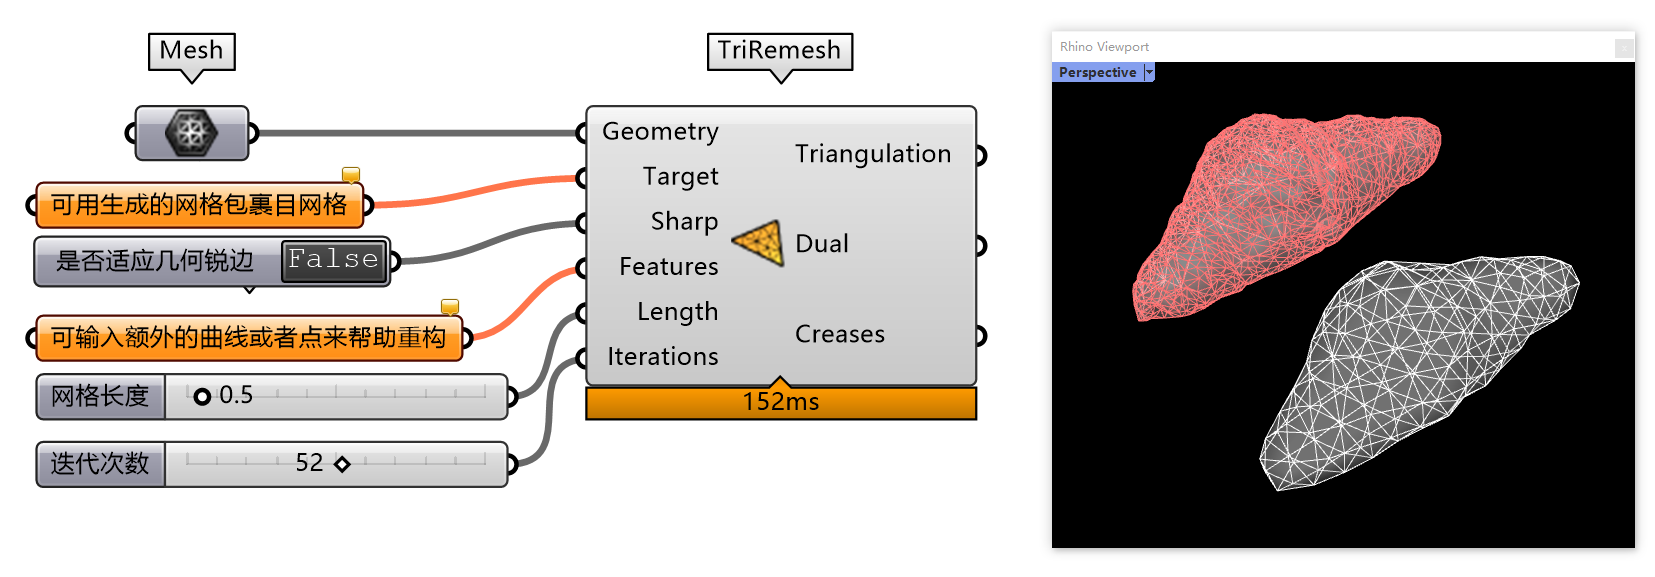 Mesh
TriRemesh
可用生成的网格包裹目网格
是否适应几何锐边
False
可输入额外的曲线或者点来帮助重构
网格长度
0.5
迭代次数
52
Geometry
Target
Sharp
Features
Length
Iterations
Triangulation
Dual
Creases
152ms
Rhino Viewport
Perspective